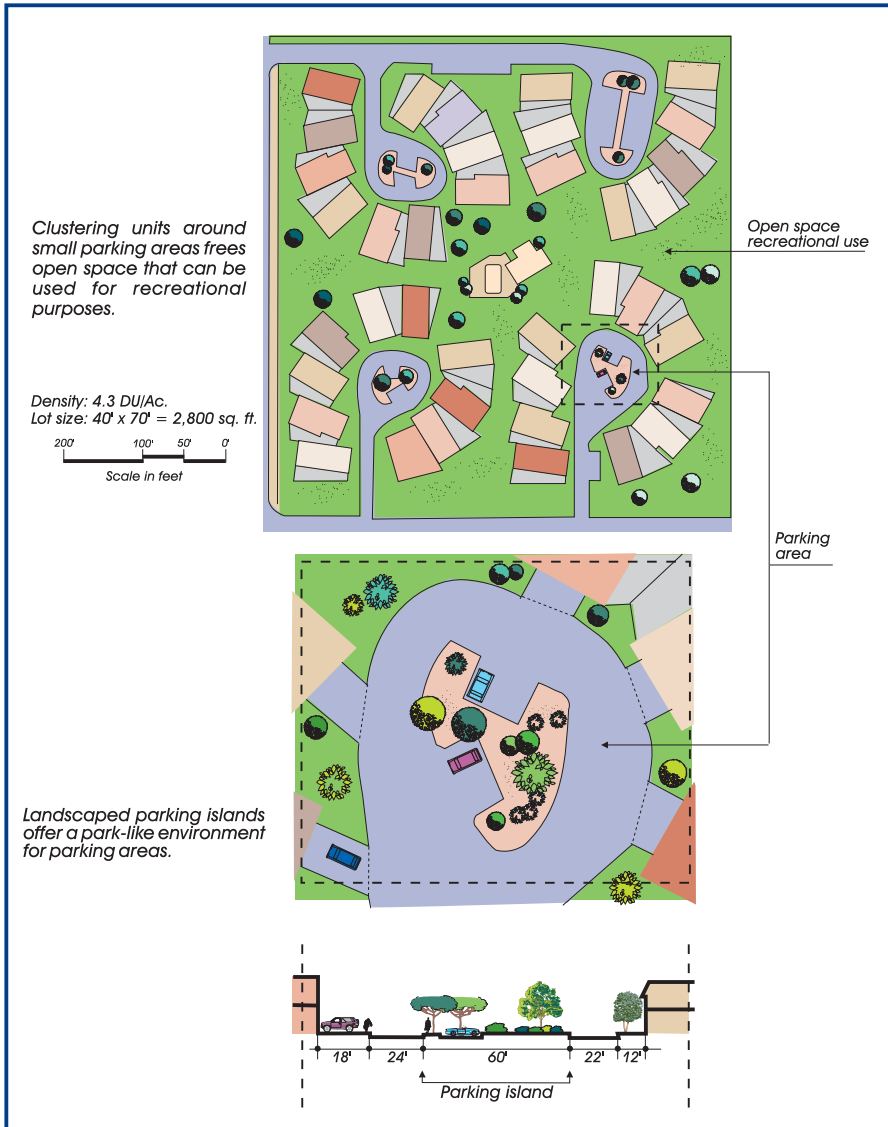 Clustering units around
small parking areas frees
open space that can be
used for recreational
purposes.
Open space
recreational use
Density: 4.3 DU/Ac.
Lot size: 40' x 70' = 2,800 sq. ft.
200' 100' 50' 0'
Scale in feet
Parking
area
Landscaped parking islands
offer a park-like environment
for parking areas.
18' 24' 60' 22' 12'
Parking island